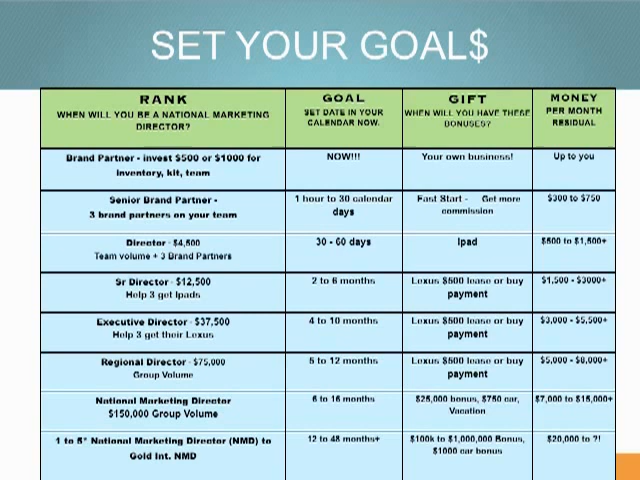 SET YOUR GOAL$
RANK
WHEN WILL YOU BE A NATIONAL MARKETING
DIRECTOR?
GOAL
SET DATE IN YOUR
CALENDAR NOW.
GIFT
WHEN WILL YOU HAVE THESE
BONUSES?
MONEY
PER MONTH
RESIDUAL
Brand Partner - invest $500 or $1000 for
inventory, kit, team
NOW!!!
Your own business!
Up to you
Senior Brand Partner -
3 brand partners on your team
1 hour to 30 calendar
days
Fast Start - Get more
commission
$300 to $750
Director - $4,500
Team volume + 3 Brand Partners
30 - 60 days
Ipad
$500 to $1,500+
Sr Director - $12,500
Help 3 get Ipads
2 to 6 months
Lexus $500 lease or buy
payment
$1,500 - $3000+
Executive Director - $37,500
Help 3 get their Lexus
4 to 10 months
Lexus $500 lease or buy
payment
$3,000 - $5,500+
Regional Director - $75,000
Group Volume
5 to 12 months
Lexus $500 lease or buy
payment
$5,000 - $8,000+
National Marketing Director
$150,000 Group Volume
6 to 16 months
$25,000 bonus, $750 car,
Vacation
$7,000 to $15,000+
1 to 5* National Marketing Director (NMD) to
Gold Int. NMD
12 to 48 months+
$100k to $1,000,000 Bonus,
$1000 car bonus
$20,000 to ?!